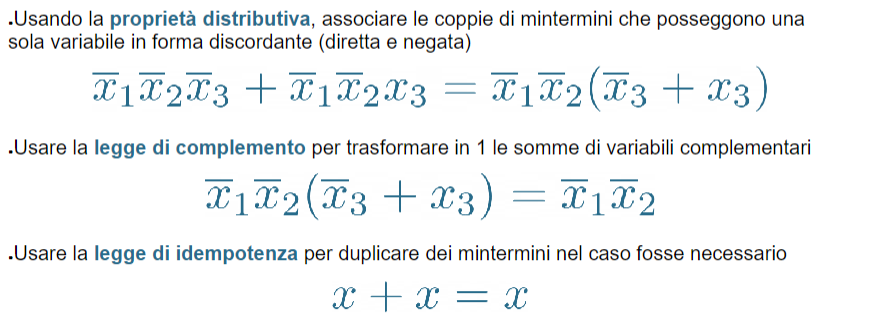 .Usando la proprietà distributiva, associare le coppie di mintermini che posseggono una
sola variabile in forma discordante (diretta e negata)
x̅₁x̅₂x̅₃ + x̅₁x̅₂x₃ = x̅₁x̅₂(x̅₃ + x₃)
.Usare la legge di complemento per trasformare in 1 le somme di variabili complementari
x̅₁x̅₂(x̅₃ + x₃) = x̅₁x̅₂
.Usare la legge di idempotenza per duplicare dei mintermini nel caso fosse necessario
x + x = x